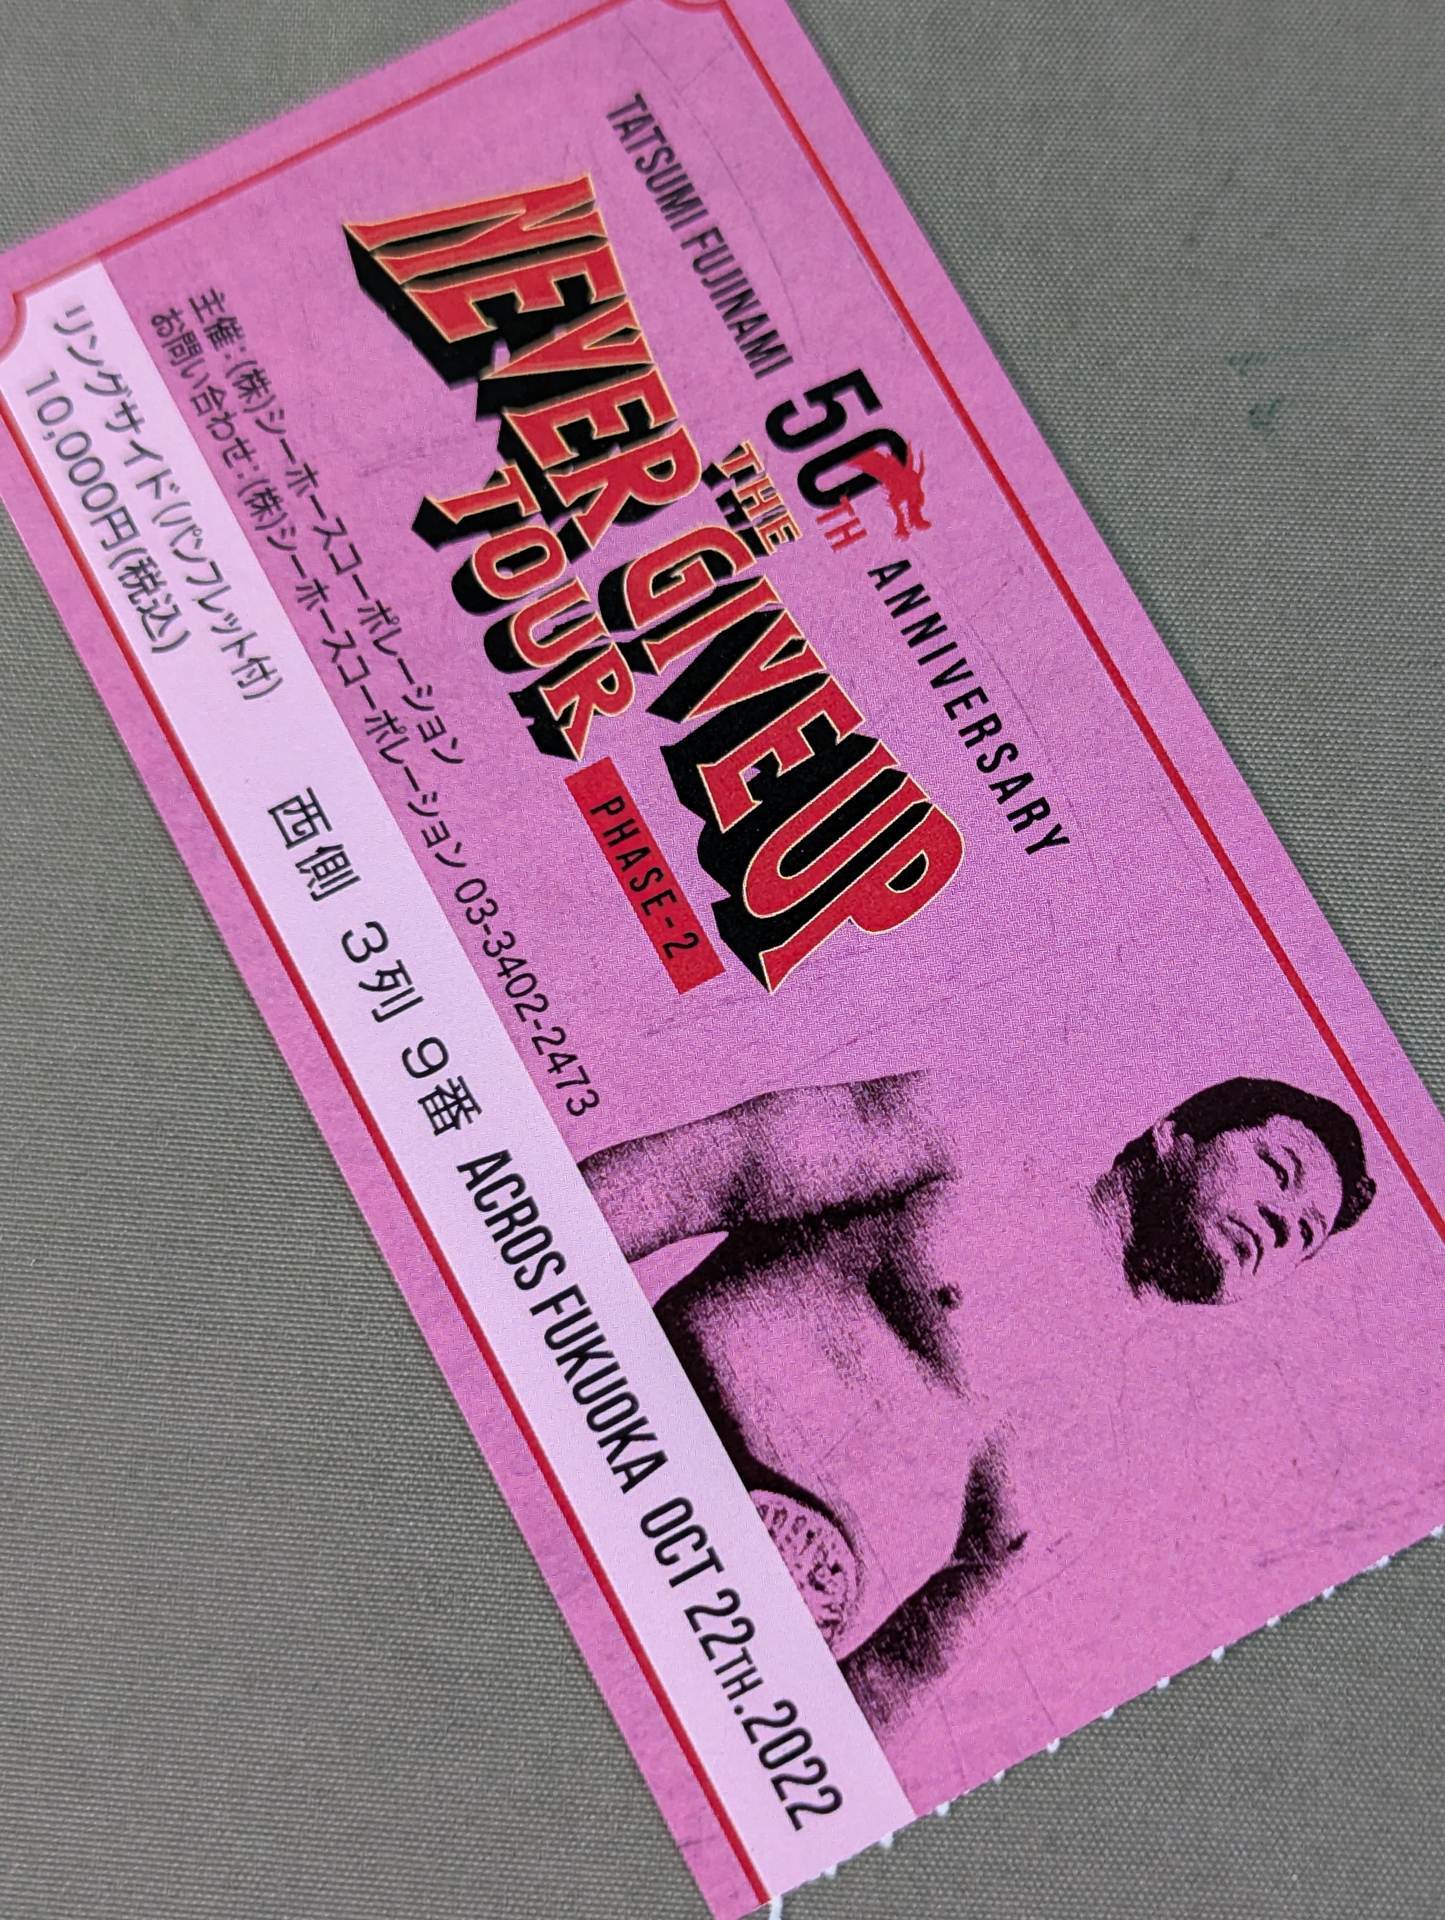 TATSUMI FUJINAMI 50TH ANNIVERSARY
THE
NEVER GIVE UP
TOUR
PHASE-2
主催:(株)シーホースコーポレーション
お問い合わせ:(株)シーホースコーポレーション 03-3402-2473
リングサイド(パンフレット付)
10,000円(税込)
西側 3列 9番 ACROS FUKUOKA OCT 22TH.2022